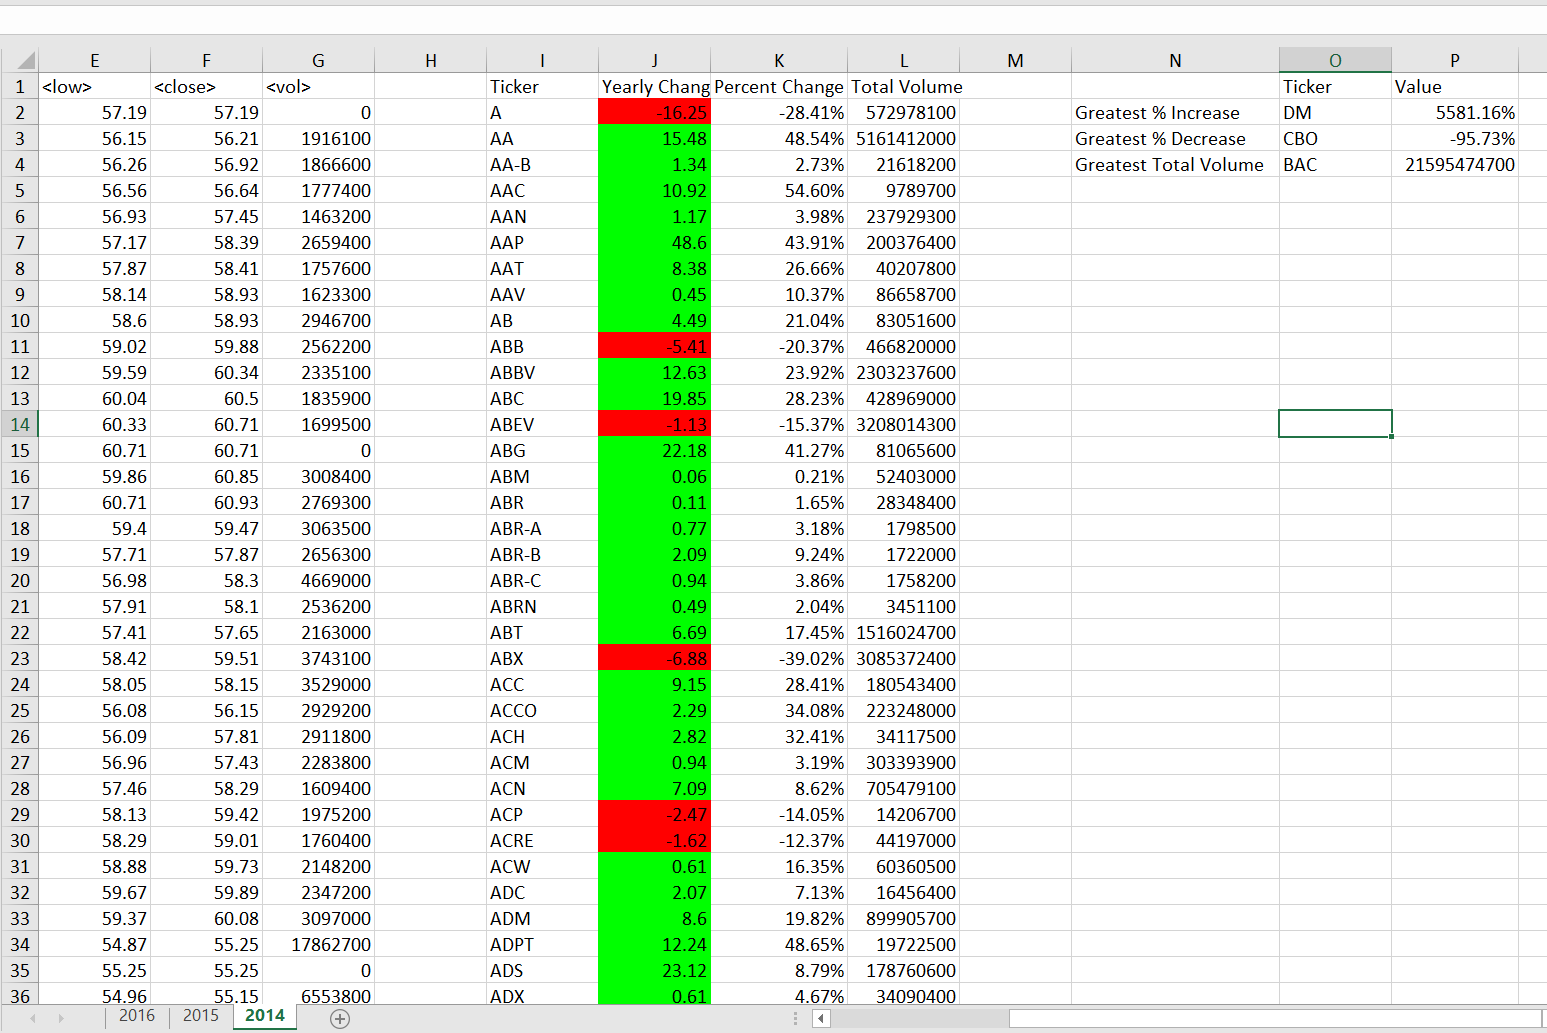 E F G H I J K L M N O P
1 <low> <close> <vol> Ticker Yearly Chang Percent Change Total Volume Ticker Value
2 57.19 57.19 0 A -16.25 -28.41% 572978100 Greatest % Increase DM 5581.16%
3 56.15 56.21 1916100 AA 15.48 48.54% 5161412000 Greatest % Decrease CBO -95.73%
4 56.26 56.92 1866600 AA-B 1.34 2.73% 21618200 Greatest Total Volume BAC 21595474700
5 56.56 56.64 1777400 AAC 10.92 54.60% 9789700
6 56.93 57.45 1463200 AAN 1.17 3.98% 237929300
7 57.17 58.39 2659400 AAP 48.6 43.91% 200376400
8 57.87 58.41 1757600 AAT 8.38 26.66% 40207800
9 58.14 58.93 1623300 AAV 0.45 10.37% 86658700
10 58.6 58.93 2946700 AB 4.49 21.04% 83051600
11 59.02 59.88 2562200 ABB -5.41 -20.37% 466820000
12 59.59 60.34 2335100 ABBV 12.63 23.92% 2303237600
13 60.04 60.5 1835900 ABC 19.85 28.23% 428969000
14 60.33 60.71 1699500 ABEV -1.13 -15.37% 3208014300
15 60.71 60.71 0 ABG 22.18 41.27% 81065600
16 59.86 60.85 3008400 ABM 0.06 0.21% 52403000
17 60.71 60.93 2769300 ABR 0.11 1.65% 28348400
18 59.4 59.47 3063500 ABR-A 0.77 3.18% 1798500
19 57.71 57.87 2656300 ABR-B 2.09 9.24% 1722000
20 56.98 58.3 4669000 ABR-C 0.94 3.86% 1758200
21 57.91 58.1 2536200 ABRN 0.49 2.04% 3451100
22 57.41 57.65 2163000 ABT 6.69 17.45% 1516024700
23 58.42 59.51 3743100 ABX -6.88 -39.02% 3085372400
24 58.05 58.15 3529000 ACC 9.15 28.41% 180543400
25 56.08 56.15 2929200 ACCO 2.29 34.08% 223248000
26 56.09 57.81 2911800 ACH 2.82 32.41% 34117500
27 56.96 57.43 2283800 ACM 0.94 3.19% 303393900
28 57.46 58.29 1609400 ACN 7.09 8.62% 705479100
29 58.13 59.42 1975200 ACP -2.47 -14.05% 14206700
30 58.29 59.01 1760400 ACRE -1.62 -12.37% 44197000
31 58.88 59.73 2148200 ACW 0.61 16.35% 60360500
32 59.67 59.89 2347200 ADC 2.07 7.13% 16456400
33 59.37 60.08 3097000 ADM 8.6 19.82% 899905700
34 54.87 55.25 17862700 ADPT 12.24 48.65% 19722500
35 55.25 55.25 0 ADS 23.12 8.79% 178760600
36 54.96 55.15 6553800 ADX 0.61 4.67% 34090400
2016 2015 2014